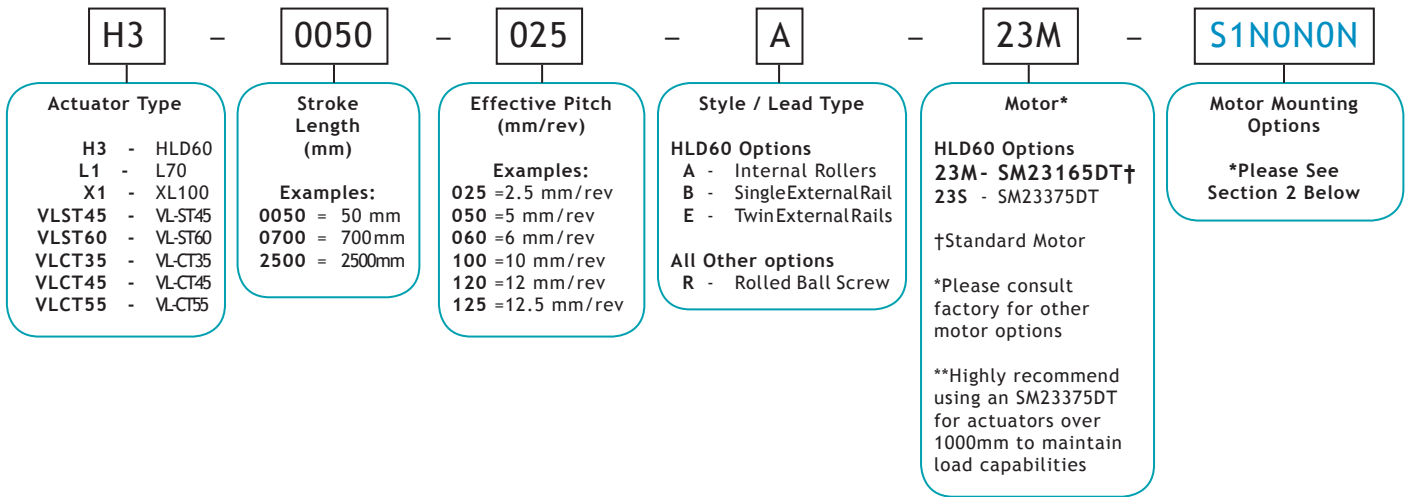 H3 – 0050 – 025 – A – 23M – S1N0N0N
Actuator Type
H3 - HLD60
L1 - L70
X1 - XL100
VLST45 - VL-ST45
VLST60 - VL-ST60
VLCT35 - VL-CT35
VLCT45 - VL-CT45
VLCT55 - VL-CT55
Stroke
Length
(mm)
Examples:
0050 = 50 mm
0700 = 700 mm
2500 = 2500mm
Effective Pitch
(mm/rev)
Examples:
025 =2.5 mm/rev
050 =5 mm/rev
060 =6 mm/rev
100 =10 mm/rev
120 =12 mm/rev
125 =12.5 mm/rev
Style / Lead Type
HLD60 Options
A - Internal Rollers
B - Single External Rail
E - Twin External Rails
All Other options
R - Rolled Ball Screw
Motor*
HLD60 Options
23M- SM23165DT†
23S - SM23375DT
†Standard Motor
*Please consult
factory for other
motor options
**Highly recommend
using an SM23375DT
for actuators over
1000mm to maintain
load capabilities
Motor Mounting
Options
*Please See
Section 2 Below